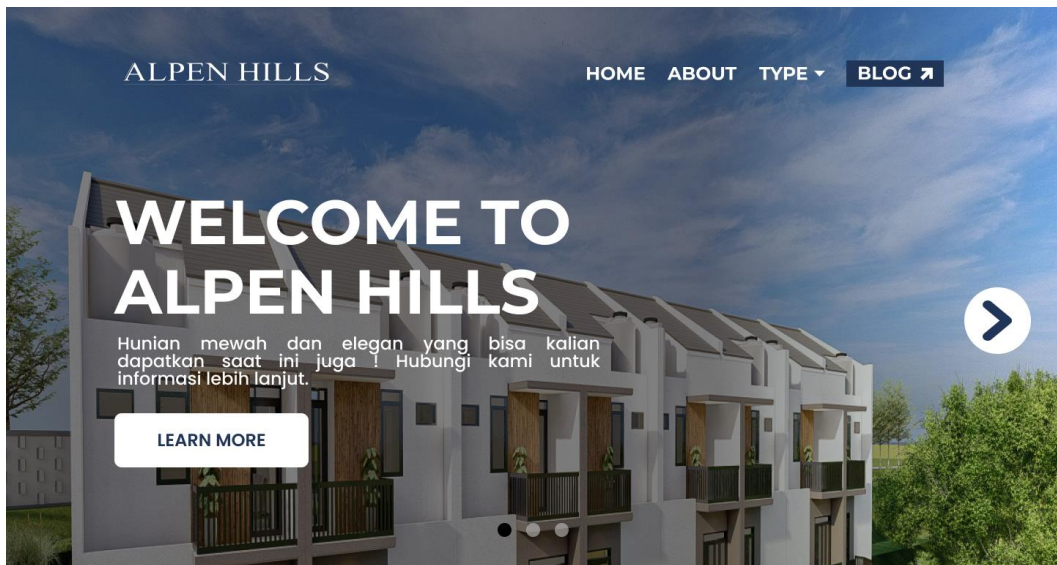 ALPEN HILLS
HOME ABOUT TYPE BLOG
WELCOME TO
ALPEN HILLS
Hunian mewah dan elegan yang bisa kalian
dapatkan saat ini juga ! Hubungi kami untuk
informasi lebih lanjut.
LEARN MORE